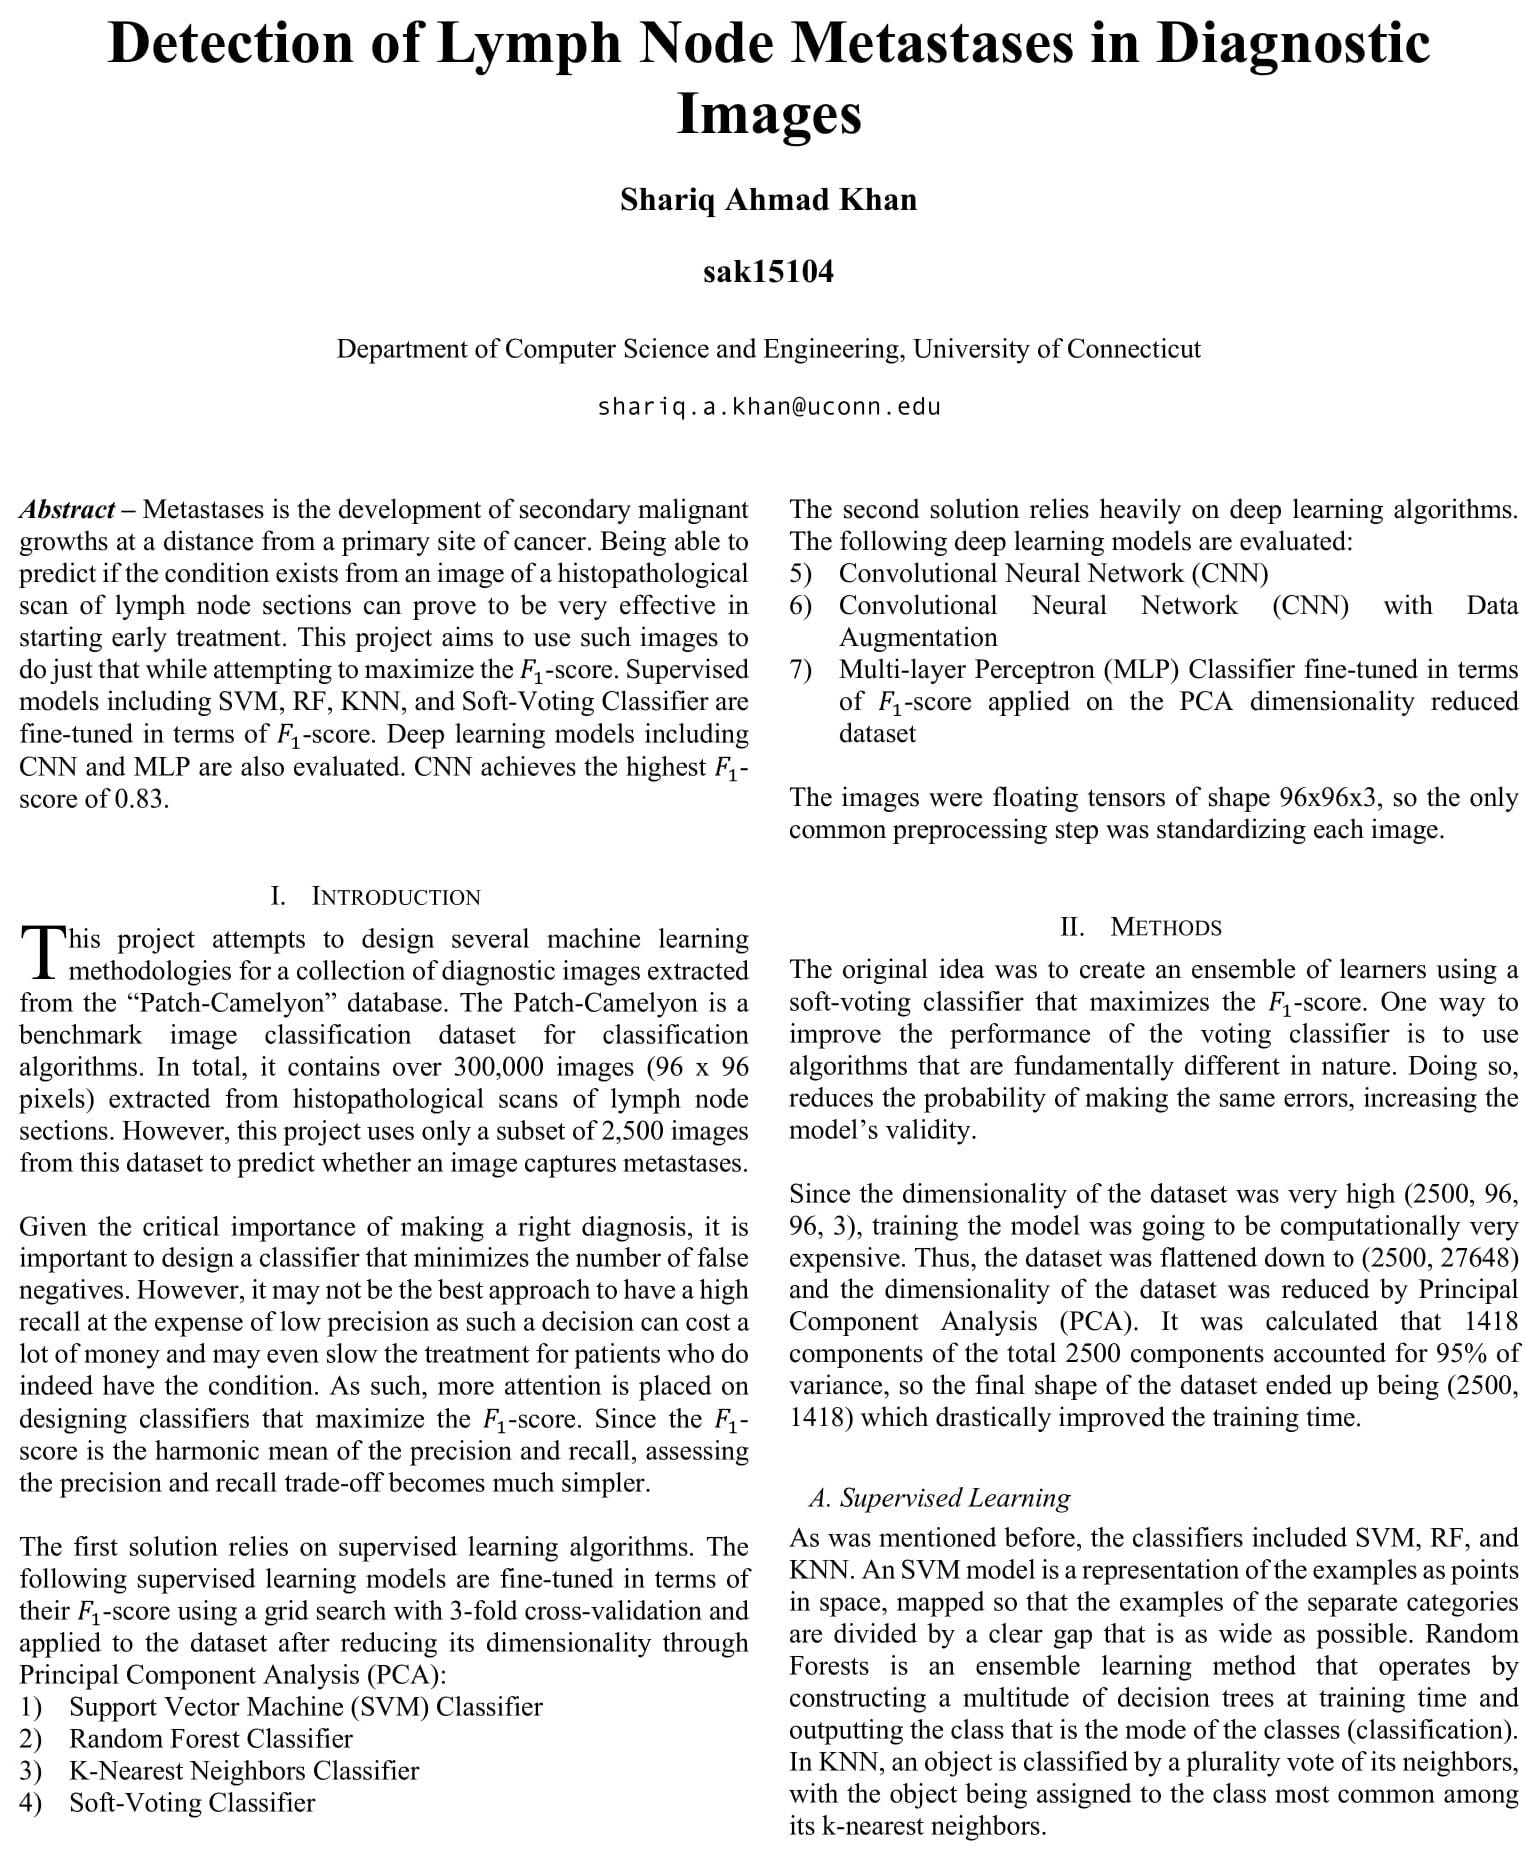 Detection of Lymph Node Metastases in Diagnostic
Images
Shariq Ahmad Khan
sak15104
Department of Computer Science and Engineering, University of Connecticut
shariq.a.khan@uconn.edu
Abstract – Metastases is the development of secondary malignant
growths at a distance from a primary site of cancer. Being able to
predict if the condition exists from an image of a histopathological
scan of lymph node sections can prove to be very effective in
starting early treatment. This project aims to use such images to
do just that while attempting to maximize the F₁-score. Supervised
models including SVM, RF, KNN, and Soft-Voting Classifier are
fine-tuned in terms of F₁-score. Deep learning models including
CNN and MLP are also evaluated. CNN achieves the highest F₁-
score of 0.83.
I. INTRODUCTION
This project attempts to design several machine learning
methodologies for a collection of diagnostic images extracted
from the “Patch-Camelyon” database. The Patch-Camelyon is a
benchmark image classification dataset for classification
algorithms. In total, it contains over 300,000 images (96 x 96
pixels) extracted from histopathological scans of lymph node
sections. However, this project uses only a subset of 2,500 images
from this dataset to predict whether an image captures metastases.
Given the critical importance of making a right diagnosis, it is
important to design a classifier that minimizes the number of false
negatives. However, it may not be the best approach to have a high
recall at the expense of low precision as such a decision can cost a
lot of money and may even slow the treatment for patients who do
indeed have the condition. As such, more attention is placed on
designing classifiers that maximize the F₁-score. Since the F₁-
score is the harmonic mean of the precision and recall, assessing
the precision and recall trade-off becomes much simpler.
The first solution relies on supervised learning algorithms. The
following supervised learning models are fine-tuned in terms of
their F₁-score using a grid search with 3-fold cross-validation and
applied to the dataset after reducing its dimensionality through
Principal Component Analysis (PCA):
1) Support Vector Machine (SVM) Classifier
2) Random Forest Classifier
3) K-Nearest Neighbors Classifier
4) Soft-Voting Classifier
The second solution relies heavily on deep learning algorithms.
The following deep learning models are evaluated:
5) Convolutional Neural Network (CNN)
6) Convolutional Neural Network (CNN) with Data
Augmentation
7) Multi-layer Perceptron (MLP) Classifier fine-tuned in terms
of F₁-score applied on the PCA dimensionality reduced
dataset
The images were floating tensors of shape 96x96x3, so the only
common preprocessing step was standardizing each image.
II. METHODS
The original idea was to create an ensemble of learners using a
soft-voting classifier that maximizes the F₁-score. One way to
improve the performance of the voting classifier is to use
algorithms that are fundamentally different in nature. Doing so,
reduces the probability of making the same errors, increasing the
model’s validity.
Since the dimensionality of the dataset was very high (2500, 96,
96, 3), training the model was going to be computationally very
expensive. Thus, the dataset was flattened down to (2500, 27648)
and the dimensionality of the dataset was reduced by Principal
Component Analysis (PCA). It was calculated that 1418
components of the total 2500 components accounted for 95% of
variance, so the final shape of the dataset ended up being (2500,
1418) which drastically improved the training time.
A. Supervised Learning
As was mentioned before, the classifiers included SVM, RF, and
KNN. An SVM model is a representation of the examples as points
in space, mapped so that the examples of the separate categories
are divided by a clear gap that is as wide as possible. Random
Forests is an ensemble learning method that operates by
constructing a multitude of decision trees at training time and
outputting the class that is the mode of the classes (classification).
In KNN, an object is classified by a plurality vote of its neighbors,
with the object being assigned to the class most common among
its k-nearest neighbors.